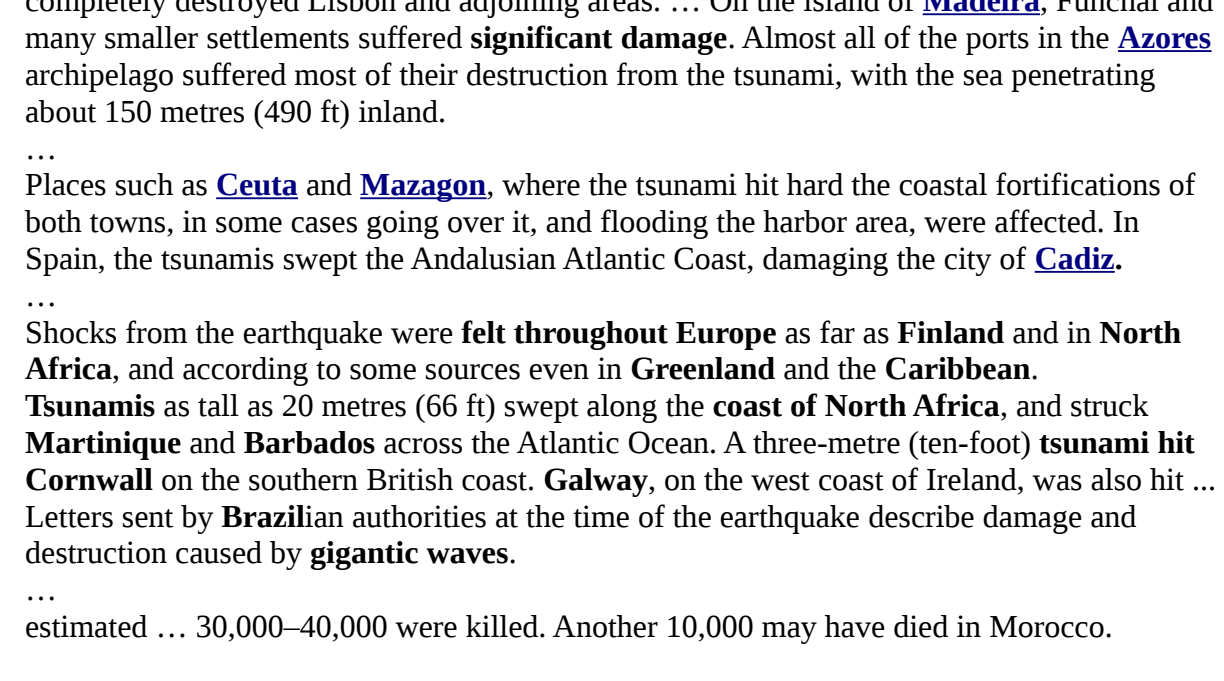 completely destroyed Lisbon and adjoining areas. … On the island of Madeira, Funchal and
many smaller settlements suffered significant damage. Almost all of the ports in the Azores
archipelago suffered most of their destruction from the tsunami, with the sea penetrating
about 150 metres (490 ft) inland.
…
Places such as Ceuta and Mazagon, where the tsunami hit hard the coastal fortifications of
both towns, in some cases going over it, and flooding the harbor area, were affected. In
Spain, the tsunamis swept the Andalusian Atlantic Coast, damaging the city of Cadiz.
…
Shocks from the earthquake were felt throughout Europe as far as Finland and in North
Africa, and according to some sources even in Greenland and the Caribbean.
Tsunamis as tall as 20 metres (66 ft) swept along the coast of North Africa, and struck
Martinique and Barbados across the Atlantic Ocean. A three-metre (ten-foot) tsunami hit
Cornwall on the southern British coast. Galway, on the west coast of Ireland, was also hit ...
Letters sent by Brazilian authorities at the time of the earthquake describe damage and
destruction caused by gigantic waves.
…
estimated … 30,000–40,000 were killed. Another 10,000 may have died in Morocco.